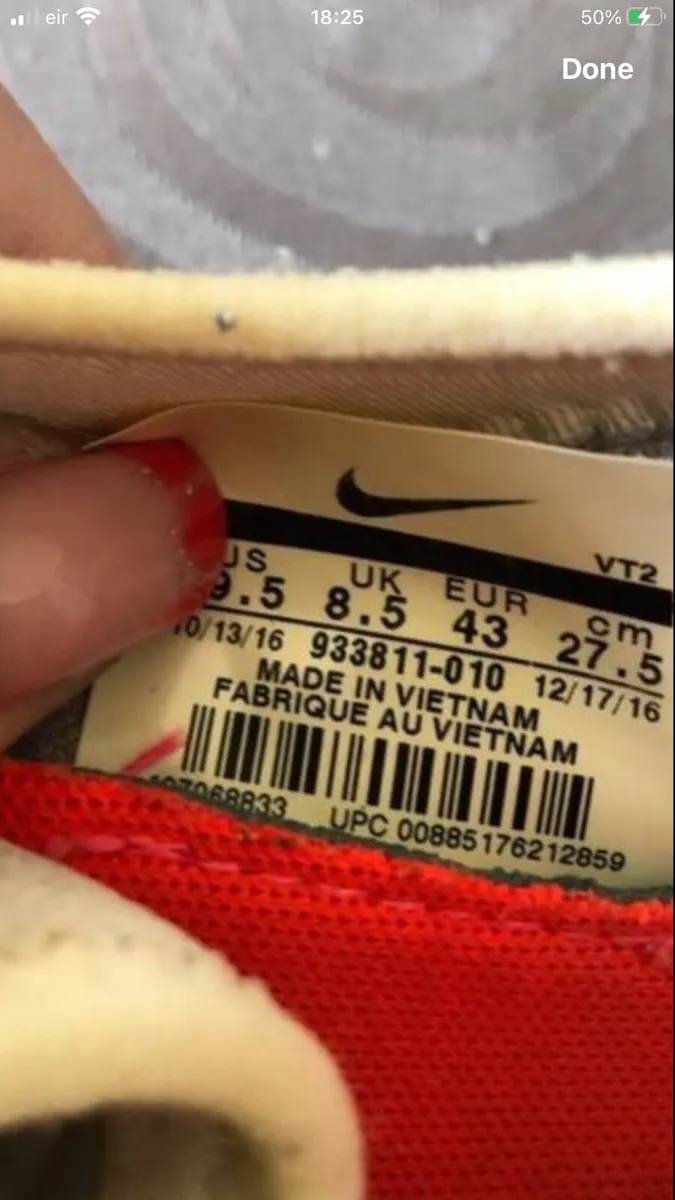 eir 18:25 50%
Done
VT2
US UK EUR cm
9.5 8.5 43 27.5
10/13/16 933811-010 12/17/16
MADE IN VIETNAM
FABRIQUE AU VIETNAM
UPC 00885176212859